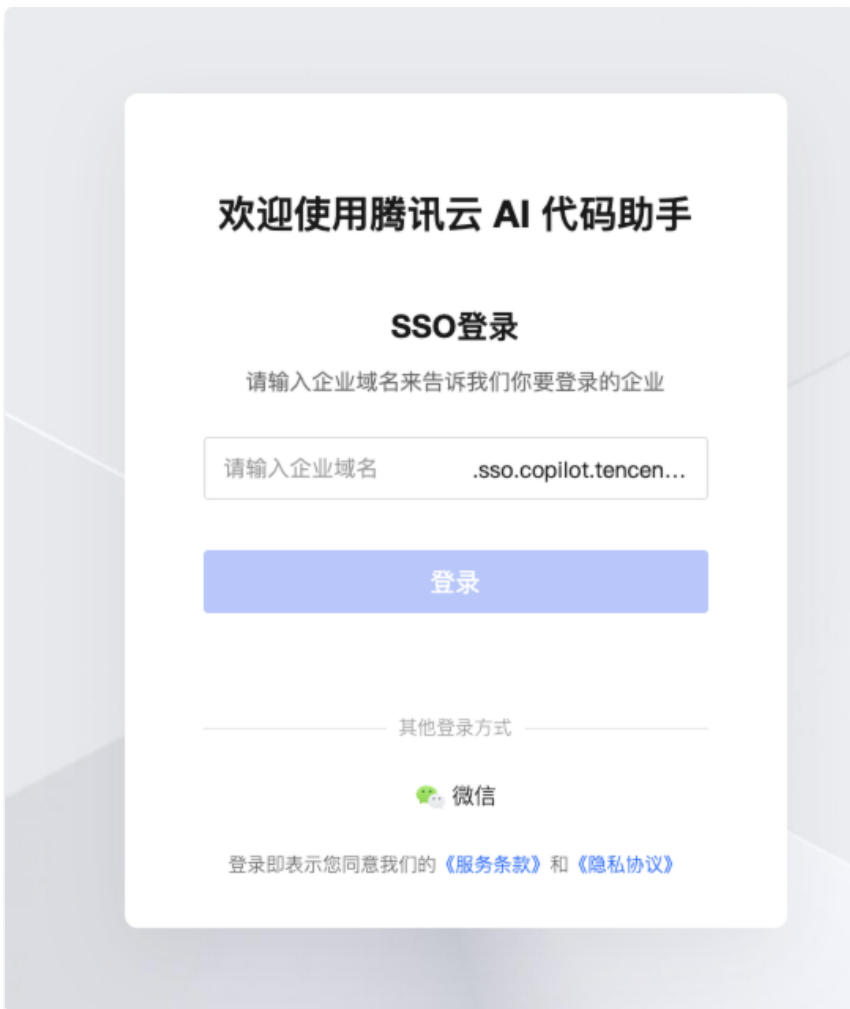 欢迎使用腾讯云 AI 代码助手
SSO登录
请输入企业域名来告诉我们你要登录的企业
请输入企业域名 .sso.copilot.tencen...
登录
其他登录方式
微信
登录即表示您同意我们的《服务条款》和《隐私协议》